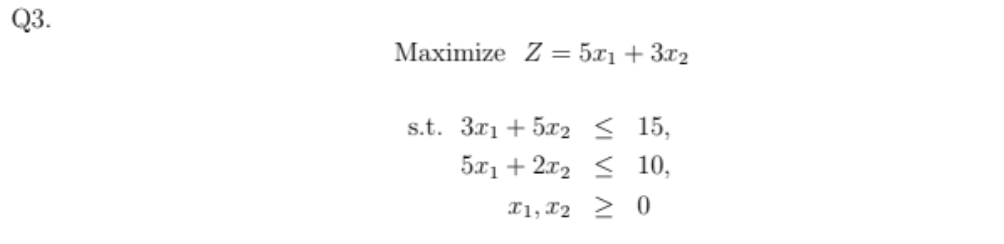 Q3.
Maximize Z = 5x₁ + 3x₂
s.t. 3x₁ + 5x₂ ≤ 15,
5x₁ + 2x₂ ≤ 10,
x₁, x₂ ≥ 0